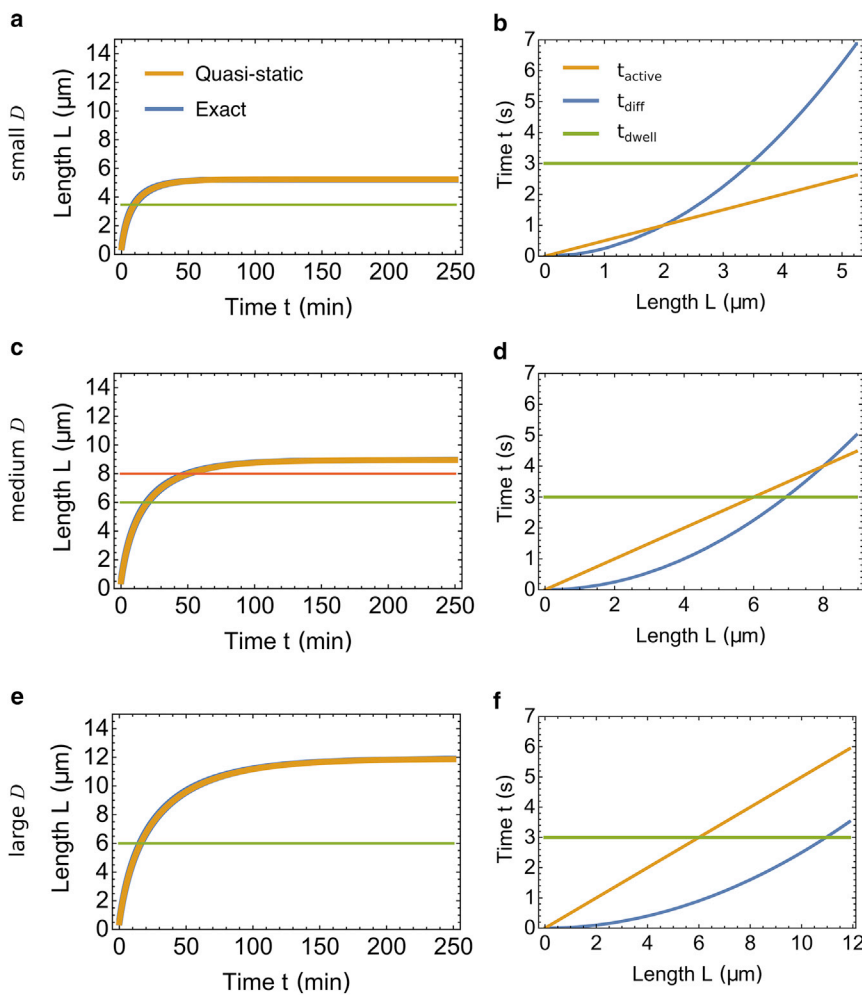 a
small D
Length L (µm)
14
12
10
8
6
4
2
0
Quasi-static
Exact
0 50 100 150 200 250
Time t (min)
b
Time t (s)
7
6
5
4
3
2
1
0
t_active
t_diff
t_dwell
0 1 2 3 4 5
Length L (µm)
c
medium D
Length L (µm)
14
12
10
8
6
4
2
0
0 50 100 150 200 250
Time t (min)
d
Time t (s)
7
6
5
4
3
2
1
0
0 2 4 6 8
Length L (µm)
e
large D
Length L (µm)
14
12
10
8
6
4
2
0
0 50 100 150 200 250
Time t (min)
f
Time t (s)
7
6
5
4
3
2
1
0
0 2 4 6 8 10 12
Length L (µm)